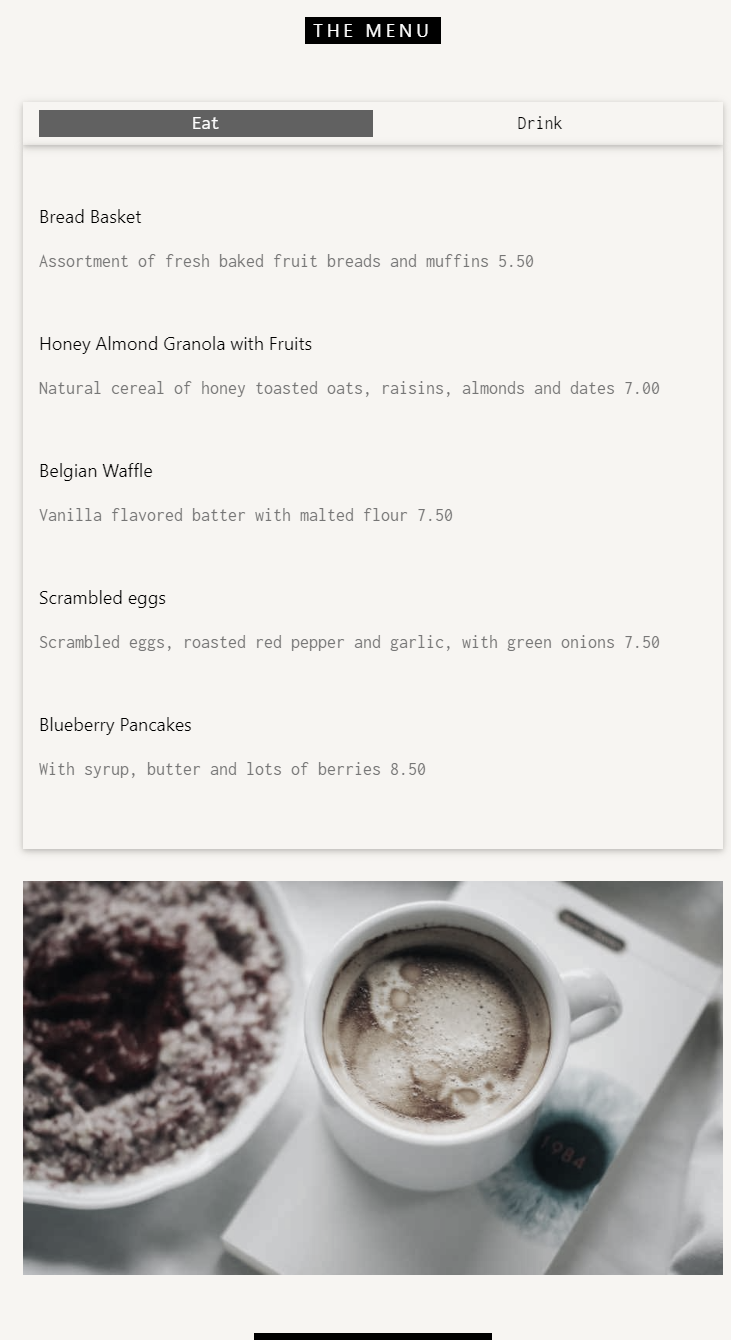 THE MENU
Eat
Drink
Bread Basket
Assortment of fresh baked fruit breads and muffins 5.50
Honey Almond Granola with Fruits
Natural cereal of honey toasted oats, raisins, almonds and dates 7.00
Belgian Waffle
Vanilla flavored batter with malted flour 7.50
Scrambled eggs
Scrambled eggs, roasted red pepper and garlic, with green onions 7.50
Blueberry Pancakes
With syrup, butter and lots of berries 8.50
1984